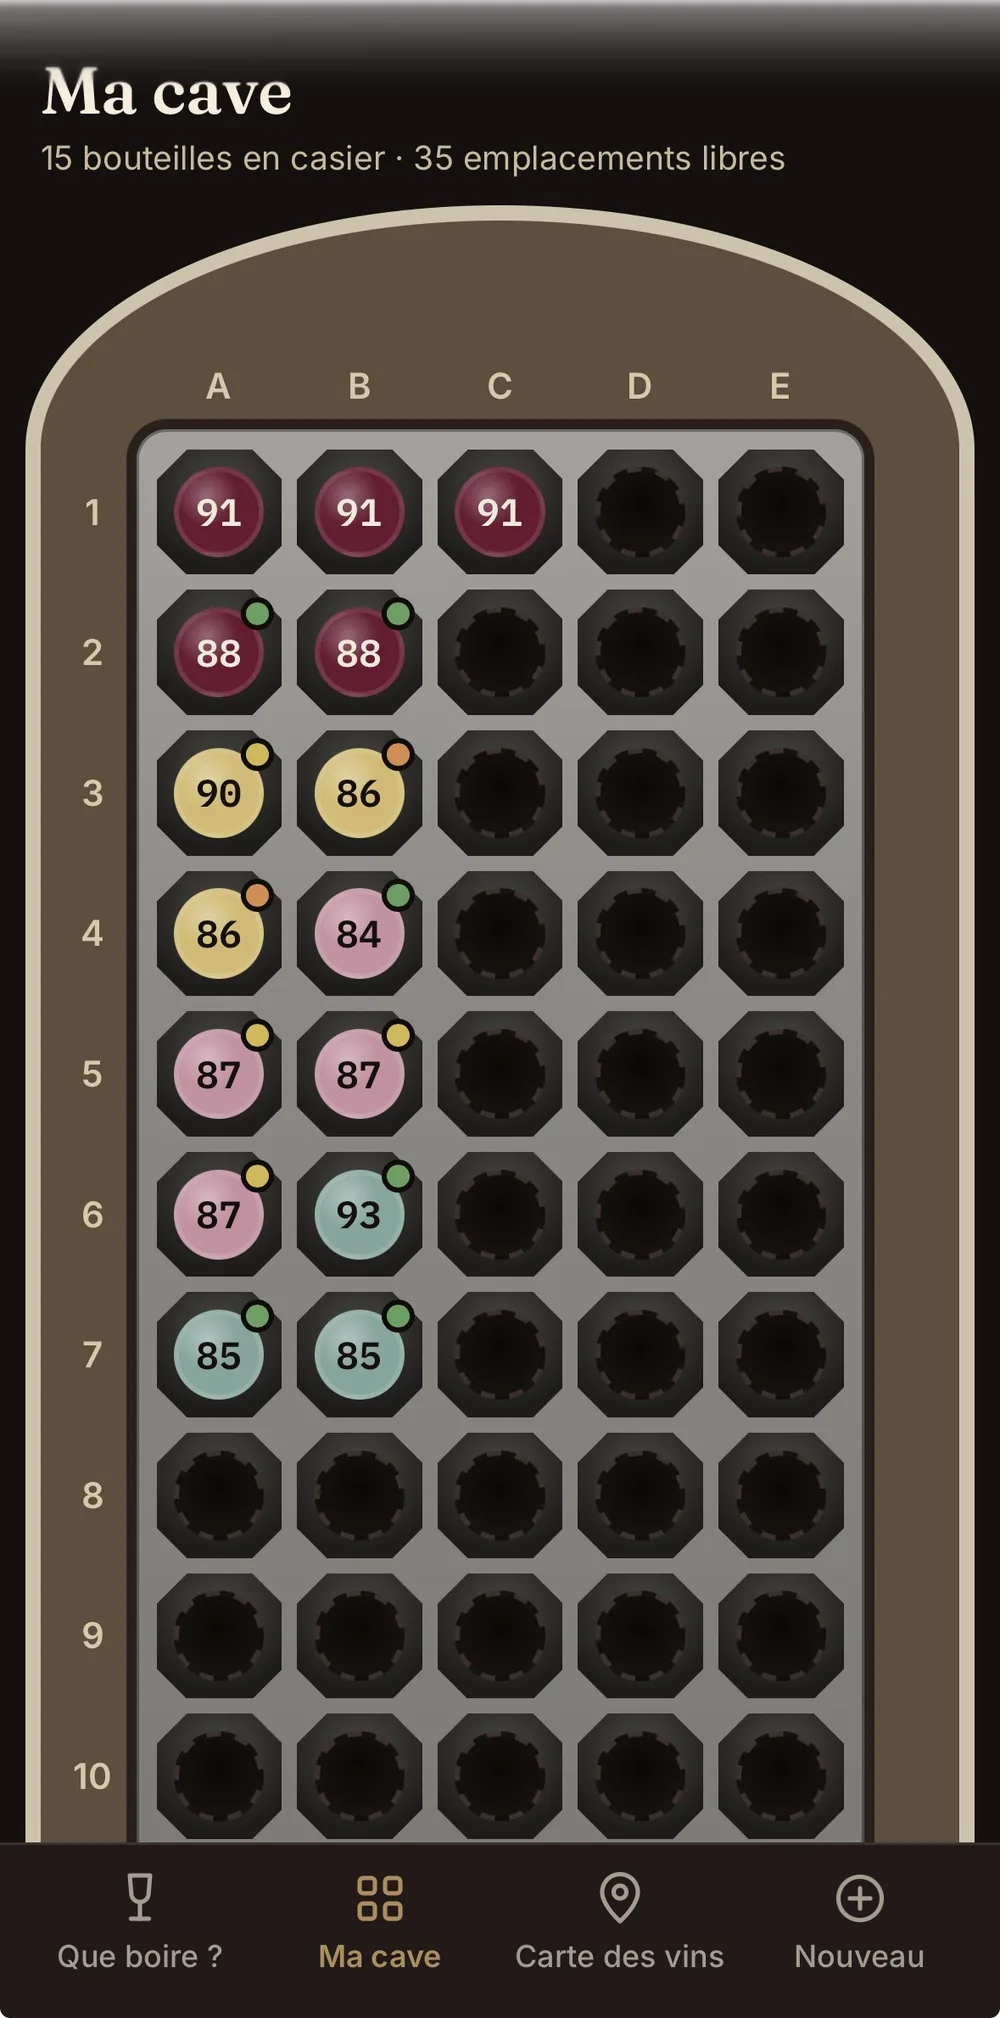 Ma cave
15 bouteilles en casier · 35 emplacements libres
A B C D E
1 91 91 91
2 88 88
3 90 86
4 86 84
5 87 87
6 87 93
7 85 85
8
9
10
Que boire ? Ma cave Carte des vins Nouveau